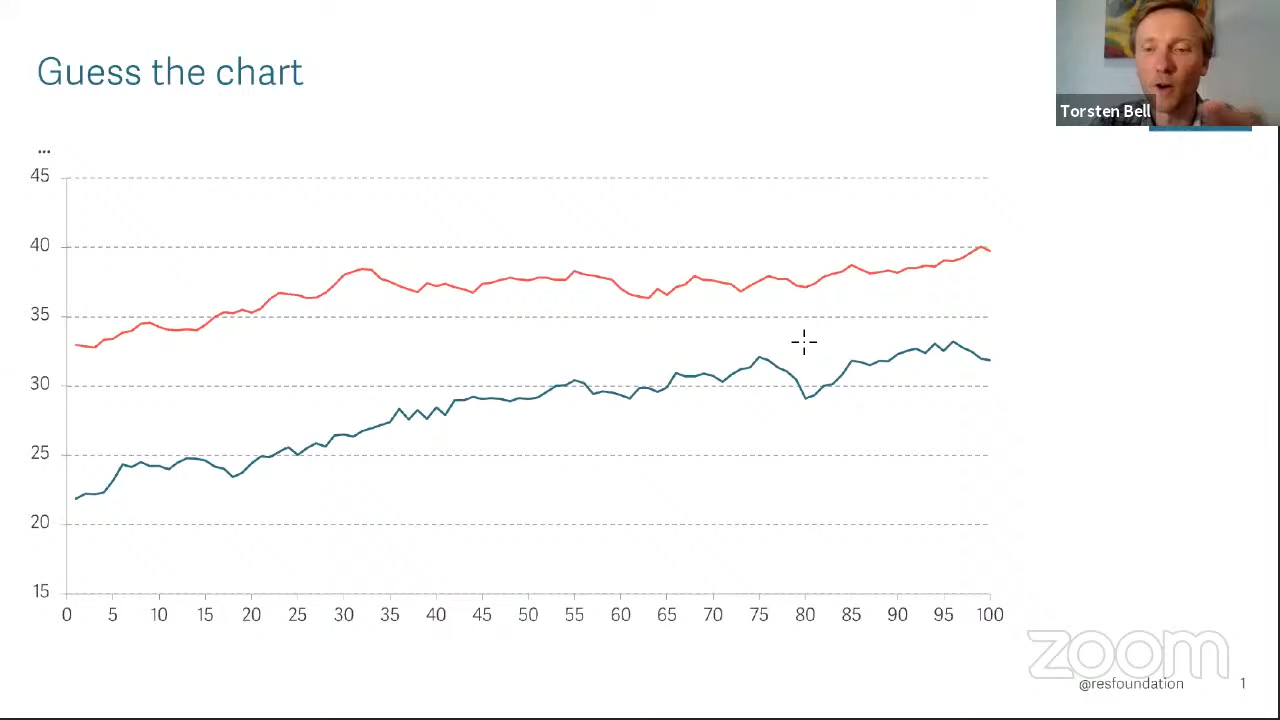 Guess the chart
Torsten Bell
...
45
40
35
30
25
20
15
0 5 10 15 20 25 30 35 40 45 50 55 60 65 70 75 80 85 90 95 100
zoom
@resfoundation 1